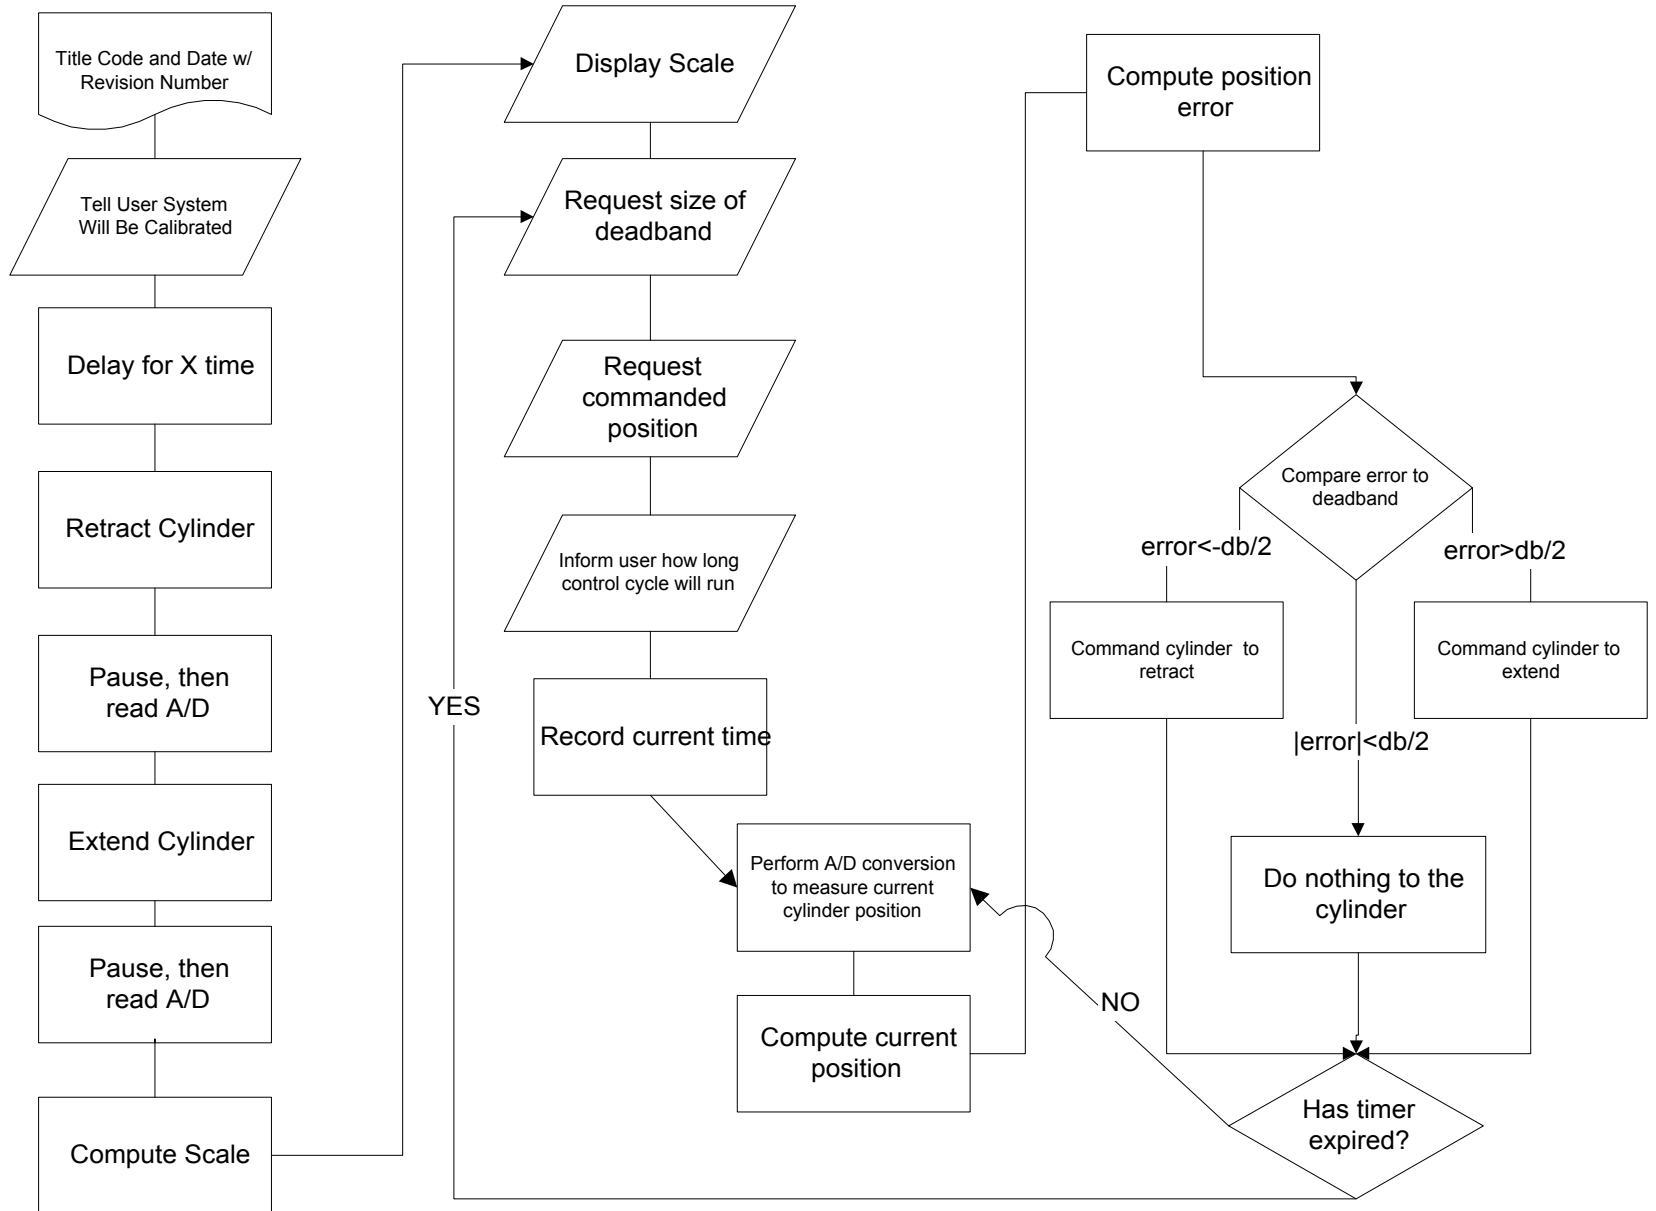 Title Code and Date w/
Revision Number
Tell User System
Will Be Calibrated
Delay for X time
Retract Cylinder
Pause, then
read A/D
Extend Cylinder
Pause, then
read A/D
Compute Scale
Display Scale
Request size of
deadband
Request
commanded
position
Inform user how long
control cycle will run
Record current time
YES
Perform A/D conversion
to measure current
cylinder position
Compute current
position
Compute position
error
Compare error to
deadband
error<-db/2
error>db/2
Command cylinder to
retract
Command cylinder to
extend
|error|<db/2
Do nothing to the
cylinder
NO
Has timer
expired?